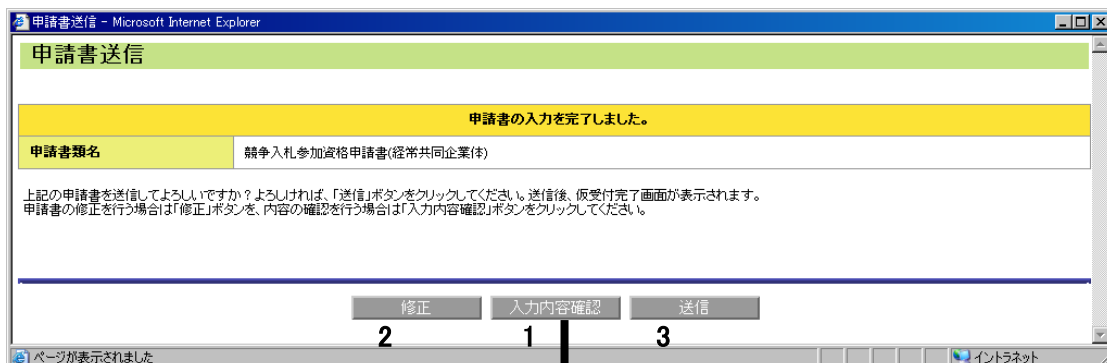 申請書送信 - Microsoft Internet Explorer
申請書送信
申請書の入力を完了しました。
申請書類名 競争入札参加資格申請書(経常共同企業体)
上記の申請書を送信してよろしいですか?よろしければ、「送信」ボタンをクリックしてください。送信後、仮受付完了画面が表示されます。
申請書の修正を行う場合は「修正」ボタンを、内容の確認を行う場合は「入力内容確認」ボタンをクリックしてください。
修正 入力内容確認 送信
2 1 3
ページが表示されました イントラネット